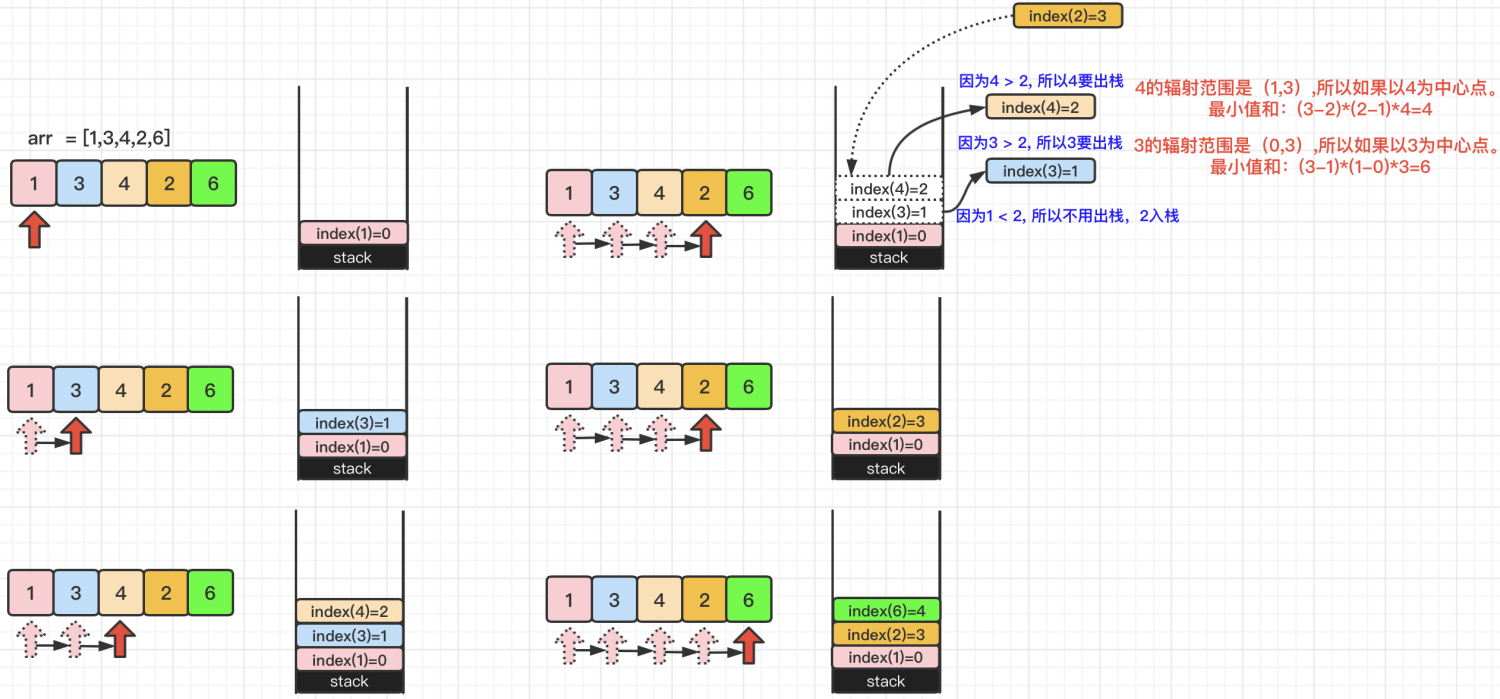 arr = [1,3,4,2,6]
1 3 4 2 6
index(1)=0
stack
1 3 4 2 6
index(3)=1
index(1)=0
stack
1 3 4 2 6
index(4)=2
index(3)=1
index(1)=0
stack
index(2)=3
因为4 > 2, 所以4要出栈
index(4)=2
4的辐射范围是（1,3）,所以如果以4为中心点。
最小值和：(3-2)*(2-1)*4=4
因为3 > 2, 所以3要出栈
index(3)=1
3的辐射范围是（0,3）,所以如果以3为中心点。
最小值和：(3-1)*(1-0)*3=6
1 3 4 2 6
index(4)=2
index(3)=1
index(1)=0
stack
因为1 < 2, 所以不用出栈，2入栈
1 3 4 2 6
index(2)=3
index(1)=0
stack
1 3 4 2 6
index(6)=4
index(2)=3
index(1)=0
stack